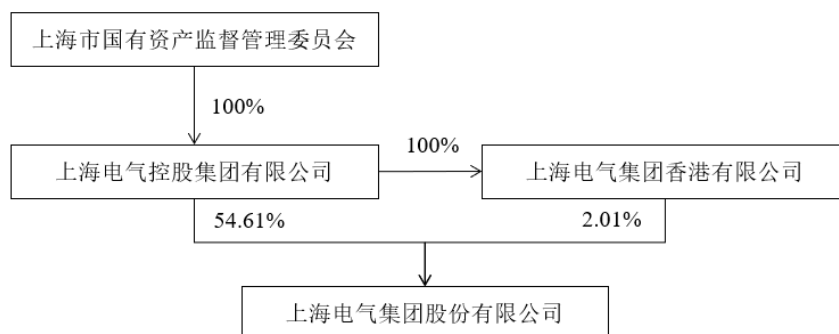 上海市国有资产监督管理委员会
100%
上海电气控股集团有限公司
100%
上海电气集团香港有限公司
54.61%
2.01%
上海电气集团股份有限公司